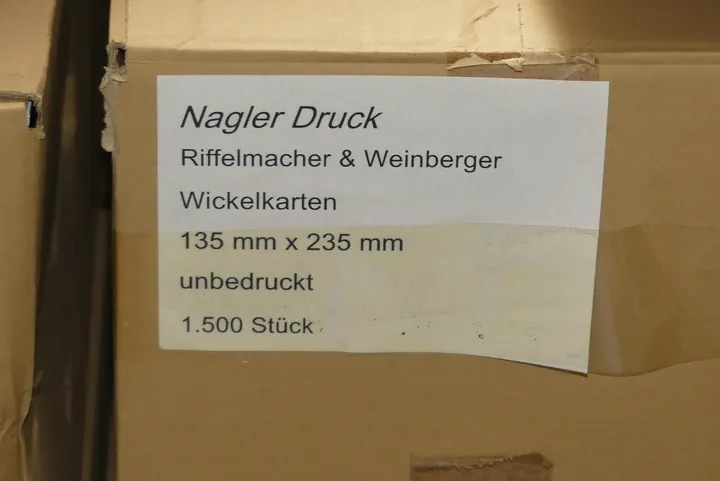 Nagler Druck
Riffelmacher & Weinberger
Wickelkarten
135 mm x 235 mm
unbedruckt
1.500 Stück